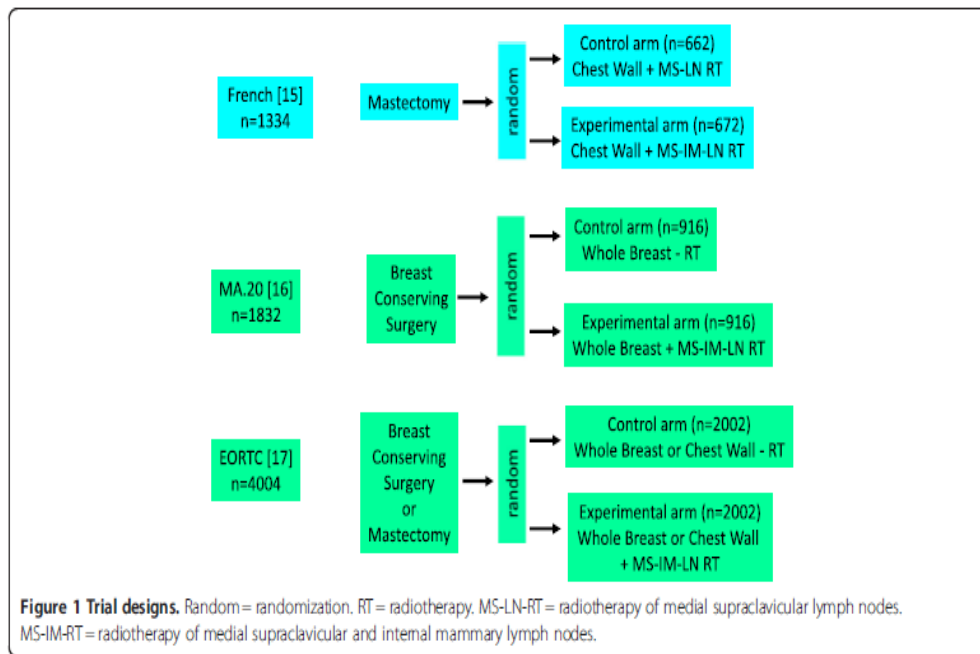 French [15]
n=1334
Mastectomy
random
Control arm (n=662)
Chest Wall + MS-LN RT
Experimental arm (n=672)
Chest Wall + MS-IM-LN RT
MA.20 [16]
n=1832
Breast
Conserving
Surgery
random
Control arm (n=916)
Whole Breast - RT
Experimental arm (n=916)
Whole Breast + MS-IM-LN RT
EORTC [17]
n=4004
Breast
Conserving
Surgery
or
Mastectomy
random
Control arm (n=2002)
Whole Breast or Chest Wall - RT
Experimental arm (n=2002)
Whole Breast or Chest Wall
+ MS-IM-LN RT
Figure 1 Trial designs. Random = randomization. RT = radiotherapy. MS-LN-RT = radiotherapy of medial supraclavicular lymph nodes.
MS-IM-RT = radiotherapy of medial supraclavicular and internal mammary lymph nodes.